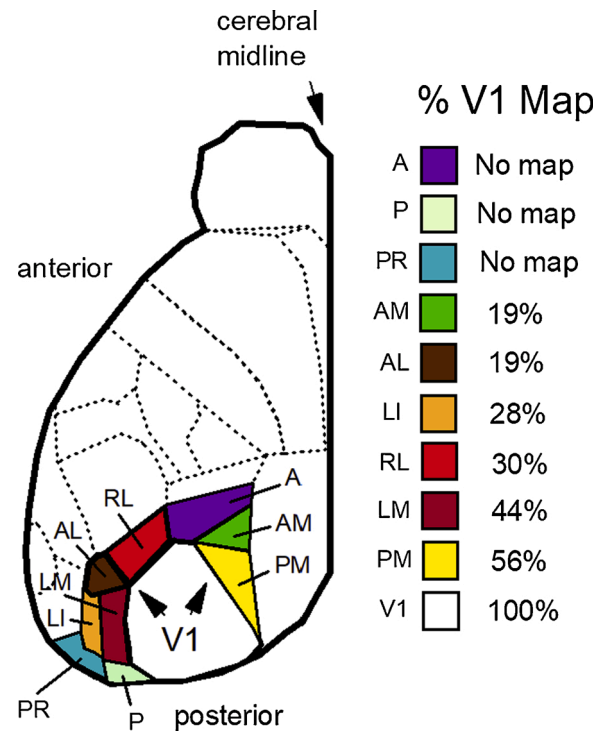 cerebral
midline
% V1 Map
A No map
P No map
PR No map
AM 19%
AL 19%
LI 28%
RL 30%
LM 44%
PM 56%
V1 100%
anterior
RL
A
AL
AM
LM
PM
LI
V1
PR
P
posterior